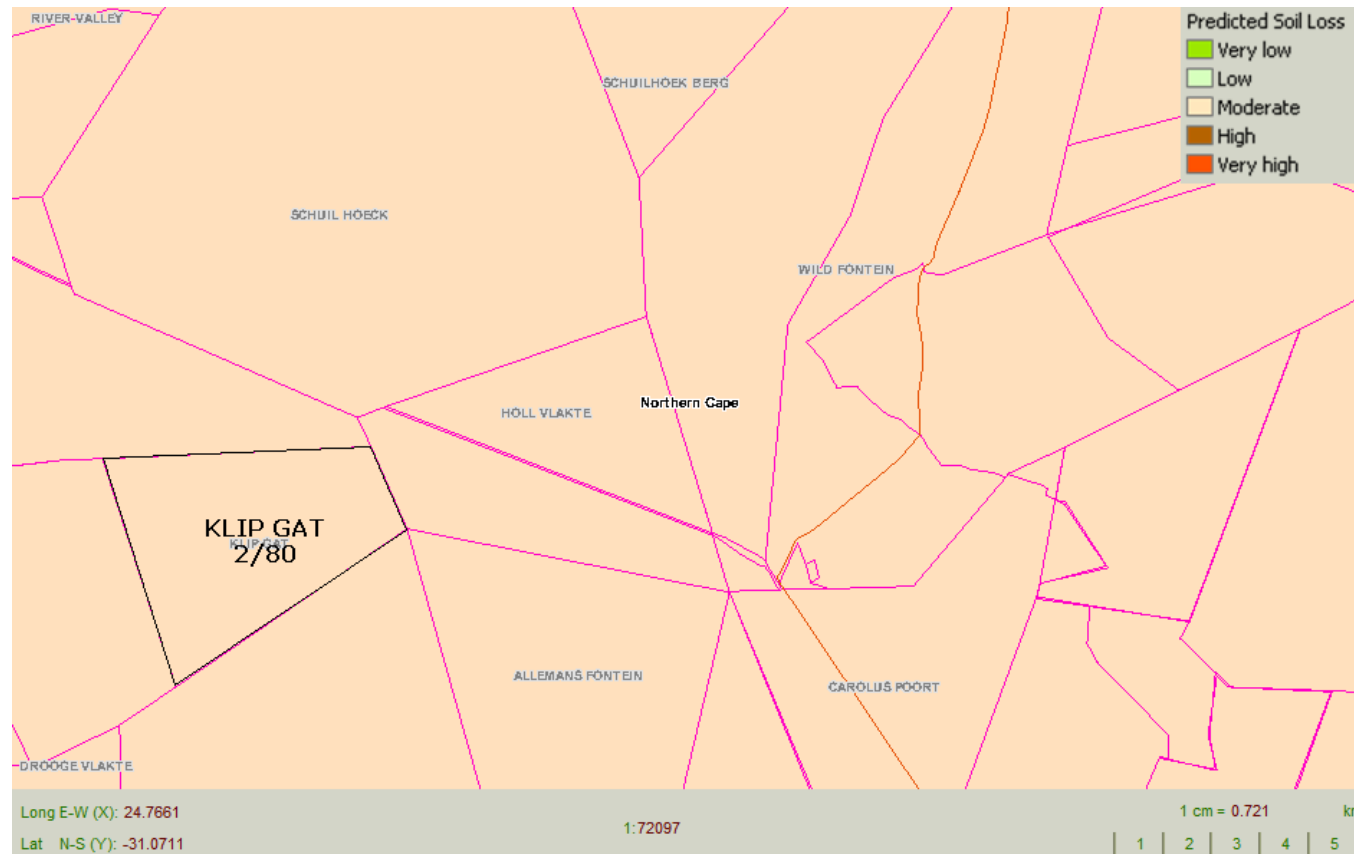 RIVER-VALLEY
Predicted Soil Loss
Very low
Low
Moderate
High
Very high
SCHUILHOEK BERG
SCHUIL HOECK
WILD FONTEIN
Northern Cape
HOLL VLAKTE
KLIP GAT
KLIP GAT
2/80
ALLEMANS FONTEIN
CAROLUS POORT
DROOGE VLAKTE
Long E-W (X): 24.7661
1:72097
1 cm = 0.721
Lat N-S (Y): -31.0711
1 2 3 4 5